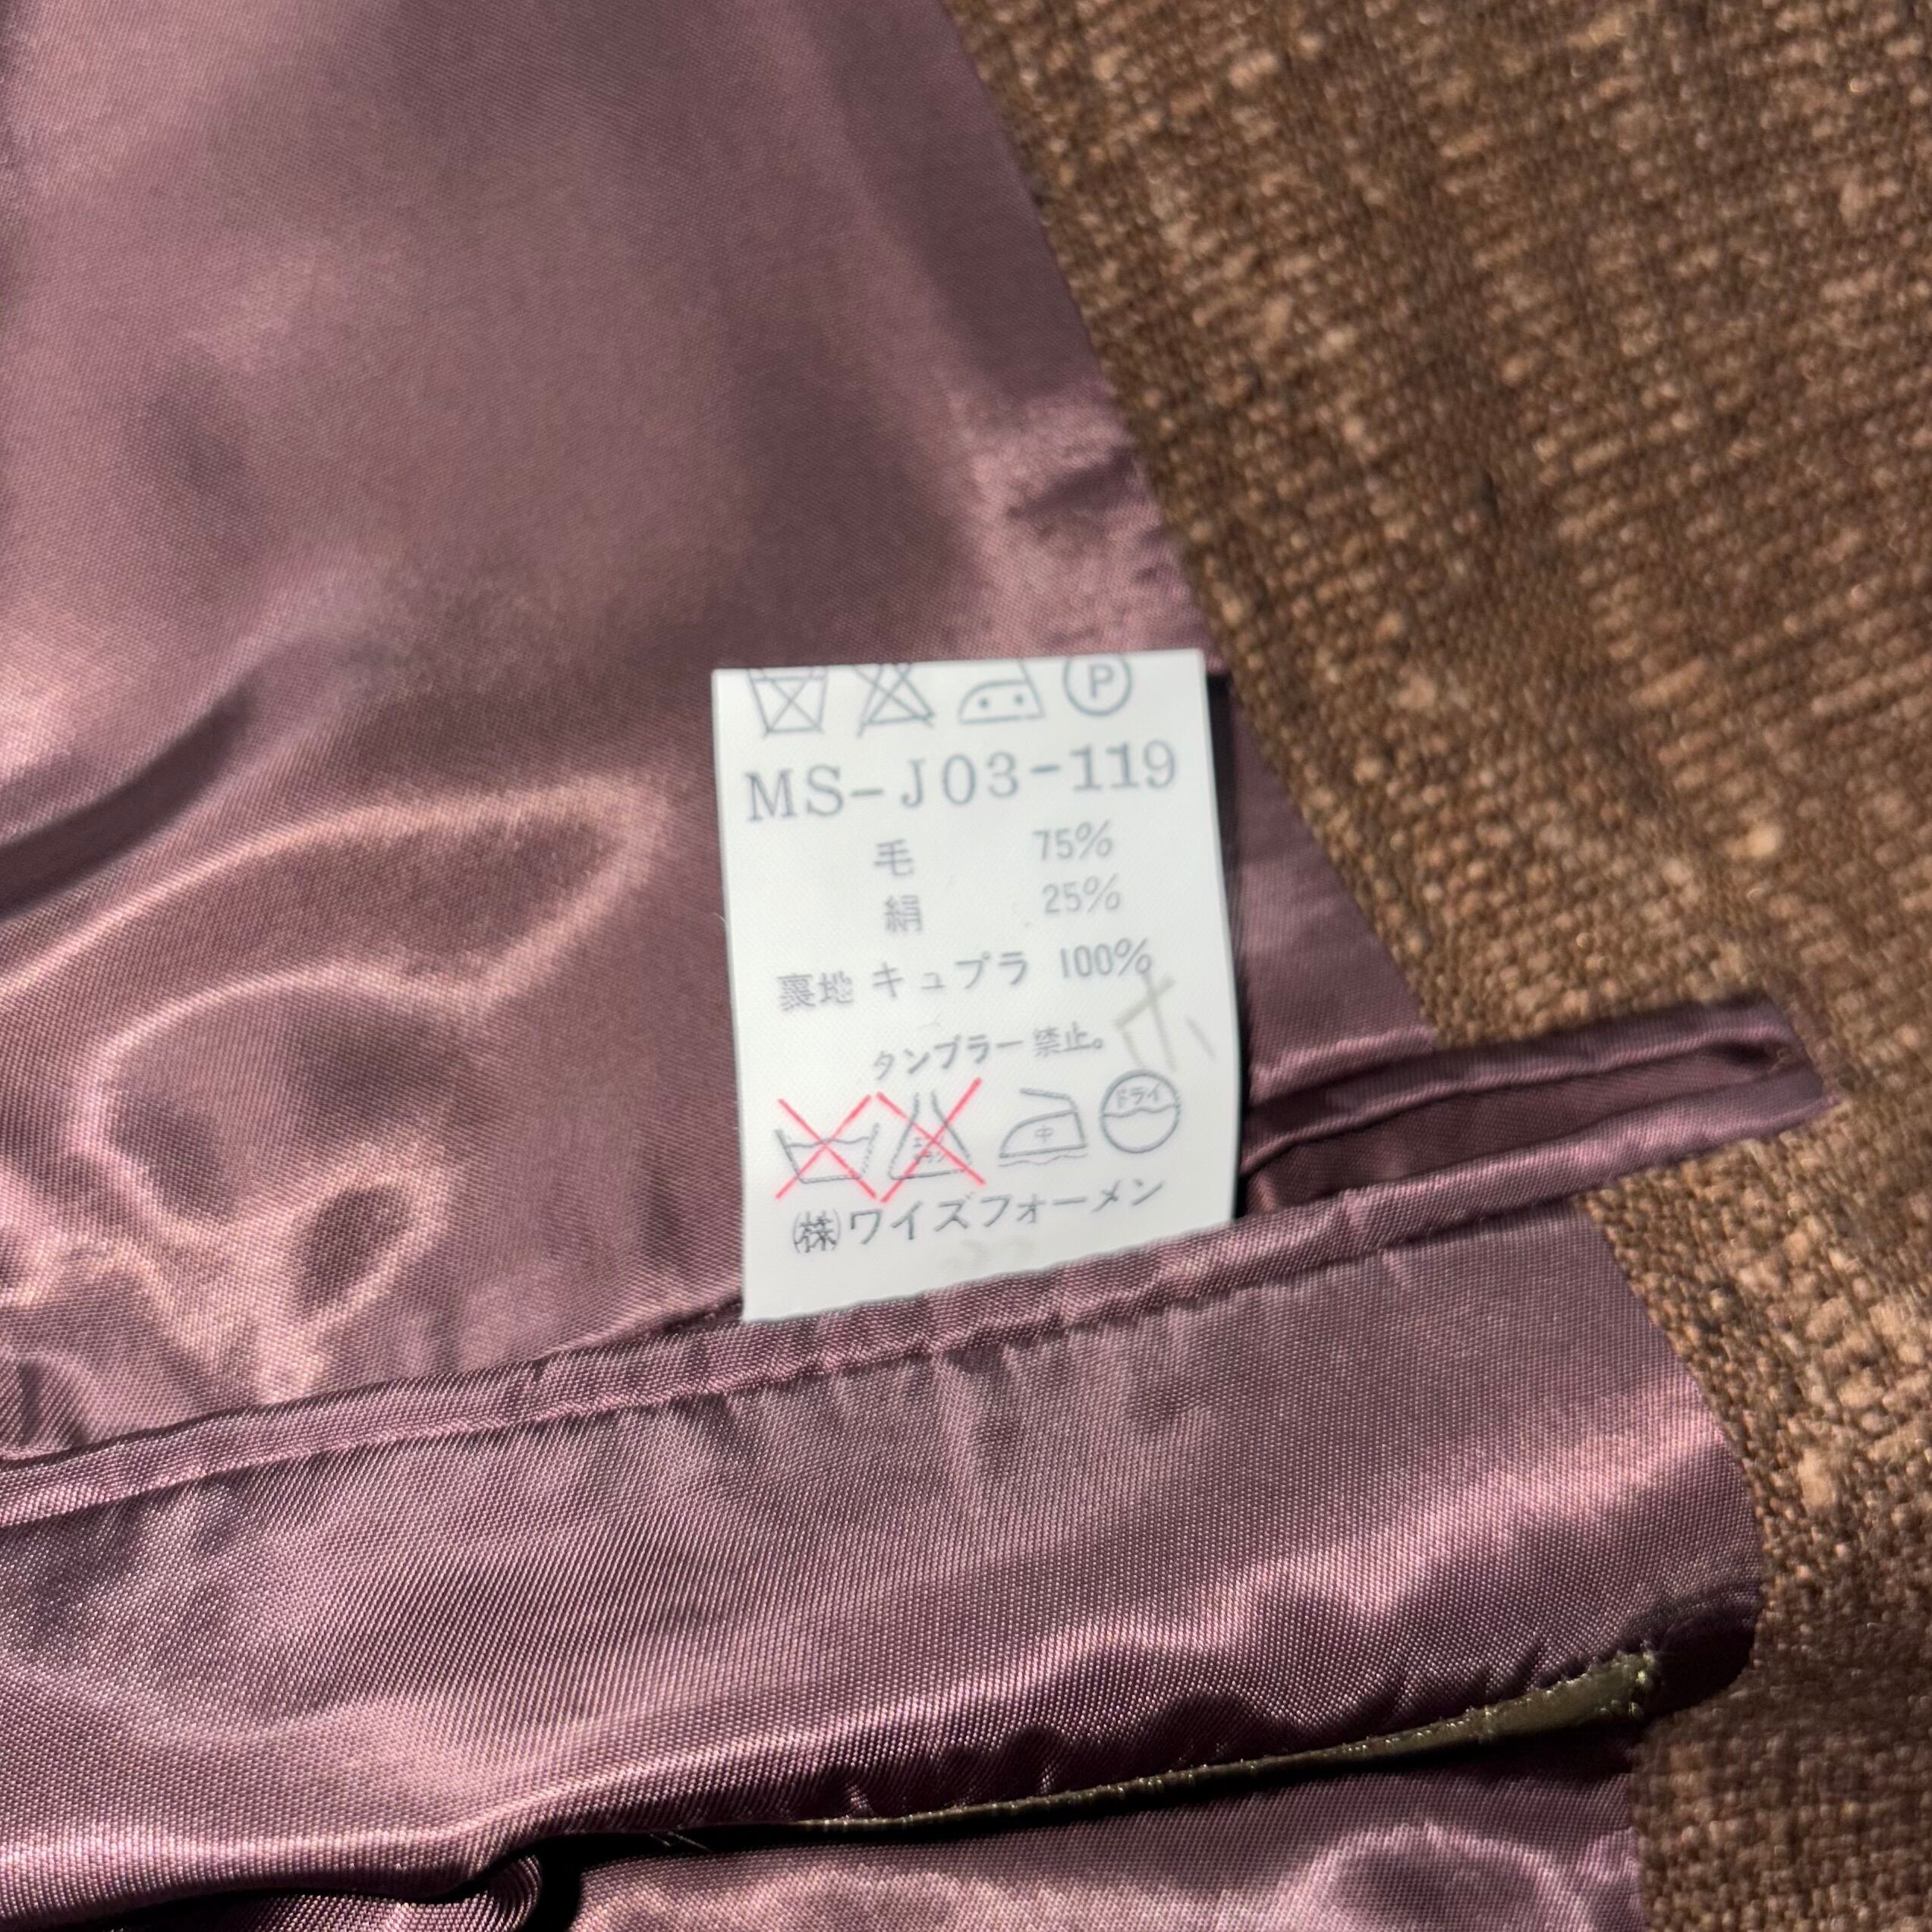 P
MS-J03-119
毛 75%
絹 25%
裏地 キュプラ 100%
タンブラー禁止。
中 ドライ
㈱ワイズフォーメン